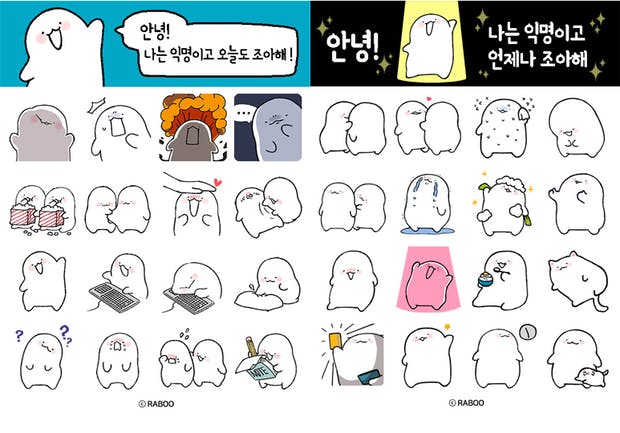 안녕!
나는 익명이고 오늘도 조아해!
안녕!
나는 익명이고
언제나 조아해
...
?
???
NOTE
ⓒ RABOO
ⓒ RABOO